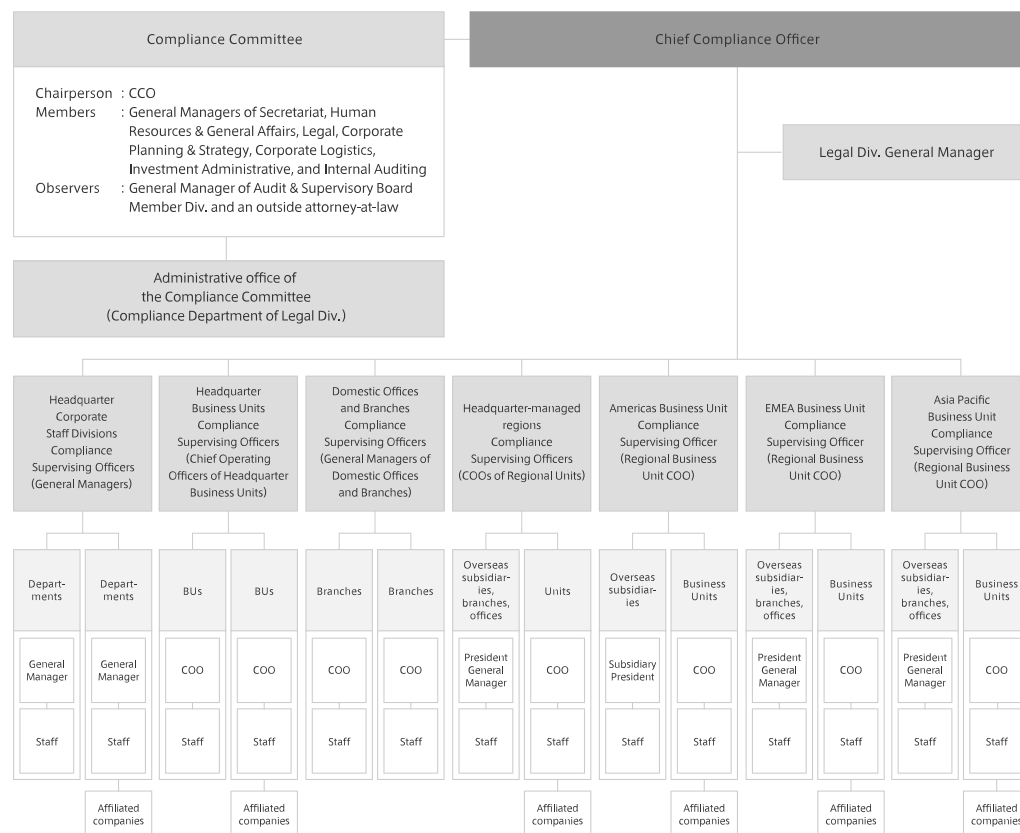 Compliance Committee
Chief Compliance Officer
Chairperson : CCO
Members : General Managers of Secretariat, Human
Resources & General Affairs, Legal, Corporate
Planning & Strategy, Corporate Logistics,
Investment Administrative, and Internal Auditing
Observers : General Manager of Audit & Supervisory Board
Member Div. and an outside attorney-at-law
Legal Div. General Manager
Administrative office of
the Compliance Committee
(Compliance Department of Legal Div.)
Headquarter
Corporate
Staff Divisions
Compliance
Supervising Officers
(General Managers)
Headquarter
Business Units
Compliance
Supervising Officers
(Chief Operating
Officers of Headquarter
Business Units)
Domestic Offices
and Branches
Compliance
Supervising Officers
(General Managers of
Domestic Offices
and Branches)
Headquarter-managed
regions
Compliance
Supervising Officers
(COOs of Regional Units)
Americas Business Unit
Compliance
Supervising Officer
(Regional Business
Unit COO)
EMEA Business Unit
Compliance
Supervising Officer
(Regional Business
Unit COO)
Asia Pacific
Business Unit
Compliance
Supervising Officer
(Regional Business
Unit COO)
Depart-
ments
Depart-
ments
BUs
BUs
Branches
Branches
Overseas
subsidiar-
ies,
branches,
offices
Units
Overseas
subsidiar-
ies
Business
Units
Overseas
subsidiar-
ies,
branches,
offices
Business
Units
Overseas
subsidiar-
ies,
branches,
offices
Business
Units
General
Manager
General
Manager
COO
COO
COO
COO
President
General
Manager
COO
Subsidiary
President
COO
President
General
Manager
COO
President
General
Manager
COO
Staff
Staff
Staff
Staff
Staff
Staff
Staff
Staff
Staff
Staff
Staff
Staff
Staff
Staff
Affiliated
companies
Affiliated
companies
Affiliated
companies
Affiliated
companies
Affiliated
companies
Affiliated
companies